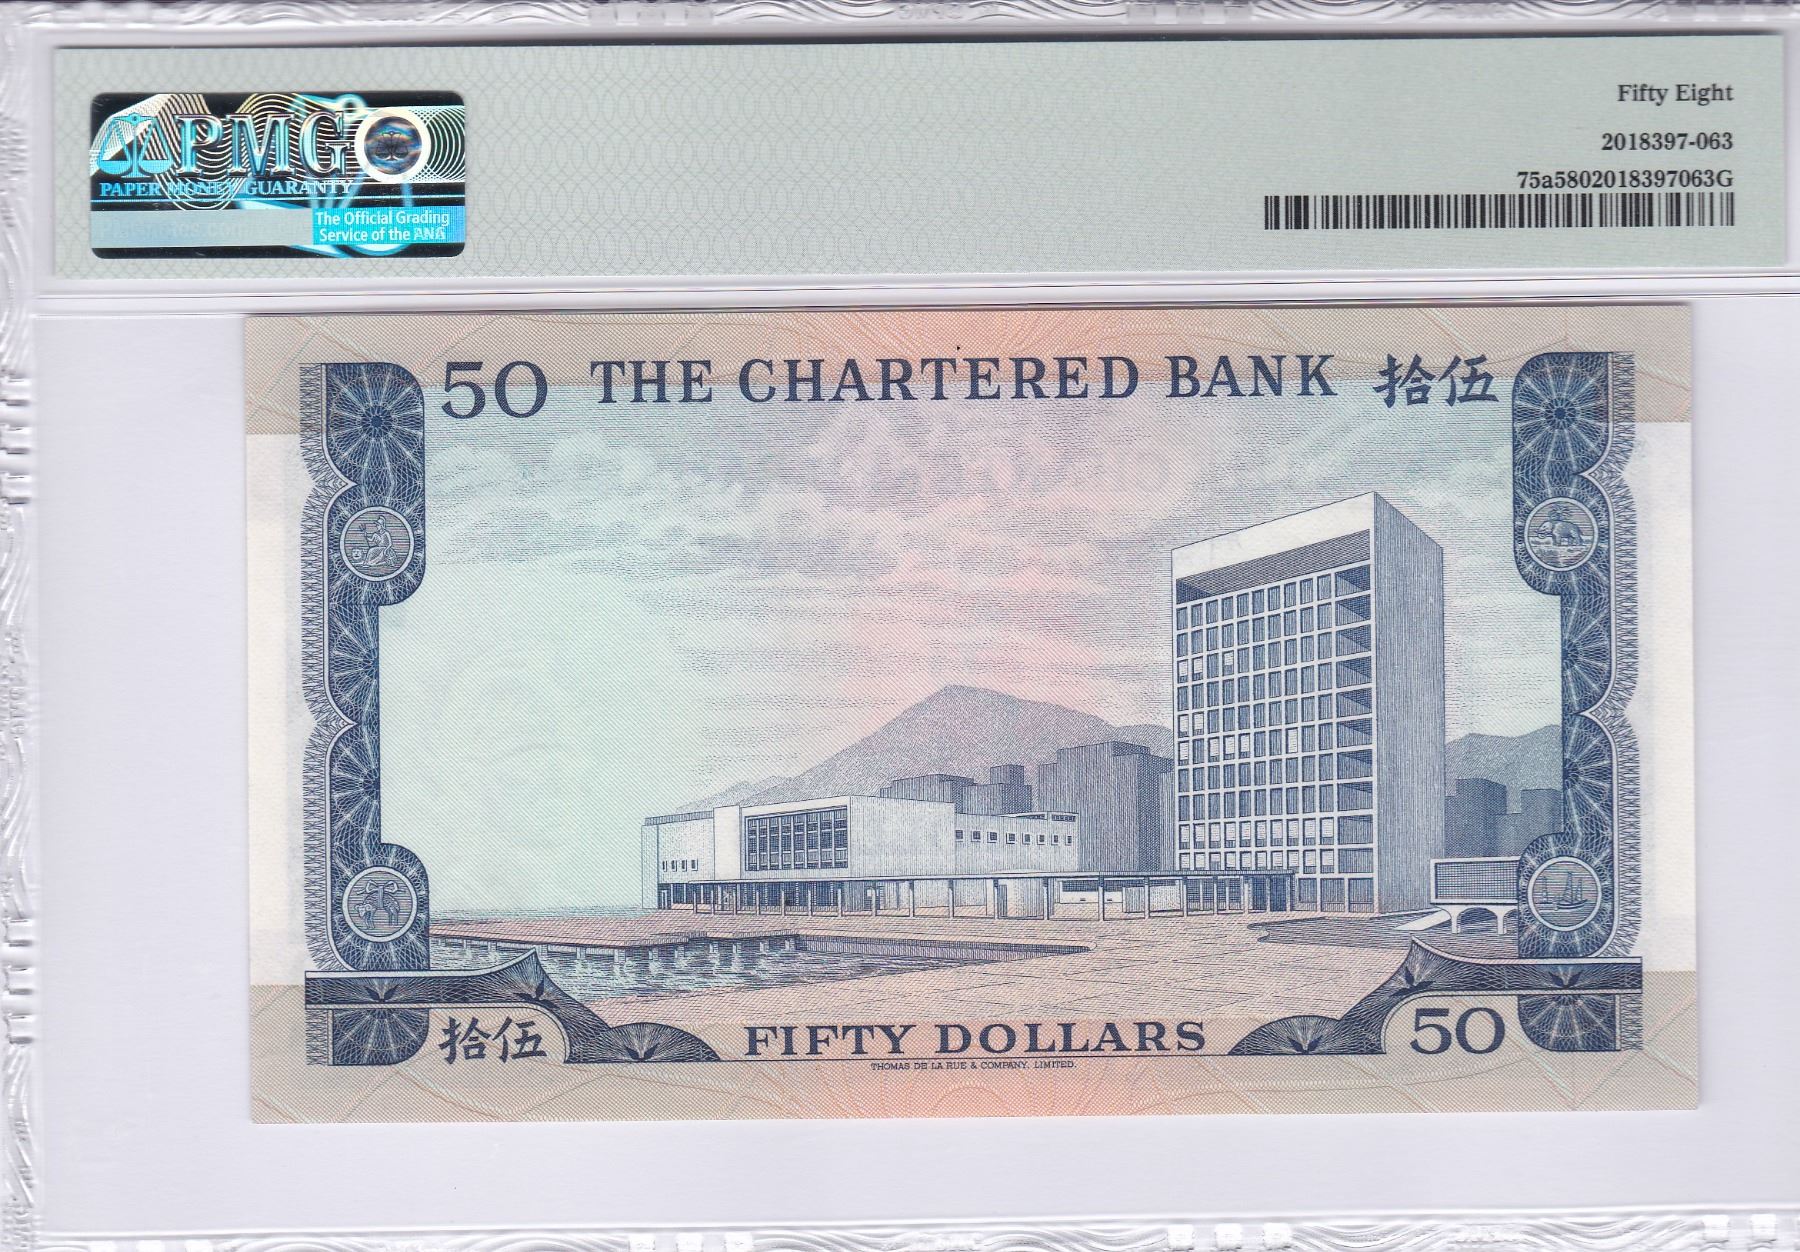 PMG
PAPER MONEY GUARANTY
The Official Grading
Service of the ANA
Fifty Eight
2018397-063
75a5802018397063G
50 THE CHARTERED BANK 拾伍
拾伍 FIFTY DOLLARS 50
THOMAS DE LA RUE & COMPANY, LIMITED.